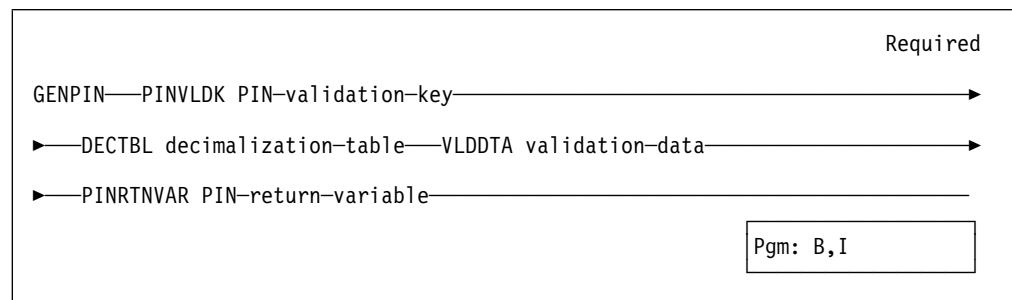 Required
GENPIN───PINVLDK PIN─validation─key
►───DECTBL decimalization─table───VLDDTA validation─data
►───PINRTNVAR PIN─return─variable
Pgm: B,I